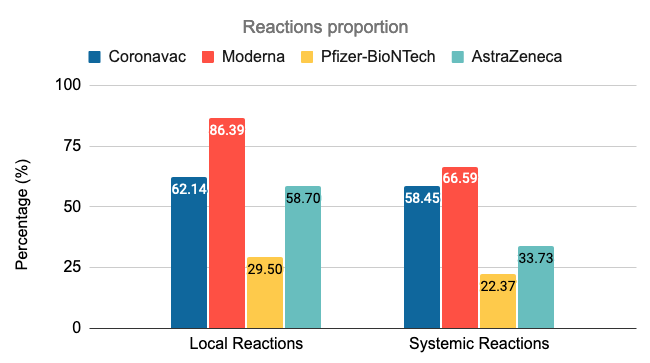 Reactions proportion
Coronavac Moderna Pfizer-BioNTech AstraZeneca
Percentage (%)
100
75
50
25
0
62.14 86.39 29.50 58.70
58.45 66.59 22.37 33.73
Local Reactions Systemic Reactions